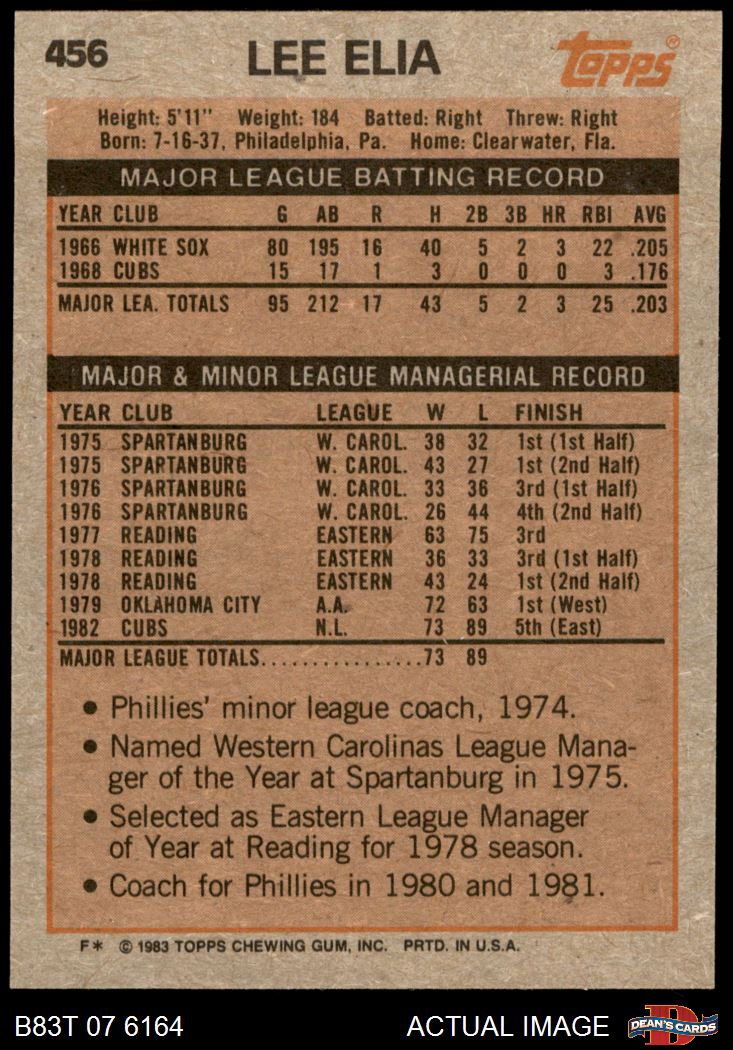 456 LEE ELIA Topps®
Height: 5'11" Weight: 184 Batted: Right Threw: Right
Born: 7-16-37, Philadelphia, Pa. Home: Clearwater, Fla.
MAJOR LEAGUE BATTING RECORD
YEAR CLUB G AB R H 2B 3B HR RBI AVG
1966 WHITE SOX 80 195 16 40 5 2 3 22 .205
1968 CUBS 15 17 1 3 0 0 0 3 .176
MAJOR LEA. TOTALS 95 212 17 43 5 2 3 25 .203
MAJOR & MINOR LEAGUE MANAGERIAL RECORD
YEAR CLUB LEAGUE W L FINISH
1975 SPARTANBURG W. CAROL. 38 32 1st (1st Half)
1975 SPARTANBURG W. CAROL. 43 27 1st (2nd Half)
1976 SPARTANBURG W. CAROL. 33 36 3rd (1st Half)
1976 SPARTANBURG W. CAROL. 26 44 4th (2nd Half)
1977 READING EASTERN 63 75 3rd
1978 READING EASTERN 36 33 3rd (1st Half)
1978 READING EASTERN 43 24 1st (2nd Half)
1979 OKLAHOMA CITY A.A. 72 63 1st (West)
1982 CUBS N.L. 73 89 5th (East)
MAJOR LEAGUE TOTALS................73 89
• Phillies' minor league coach, 1974.
• Named Western Carolinas League Mana-
ger of the Year at Spartanburg in 1975.
• Selected as Eastern League Manager
of Year at Reading for 1978 season.
• Coach for Phillies in 1980 and 1981.
F* © 1983 TOPPS CHEWING GUM, INC. PRTD. IN U.S.A.
B83T 07 6164 ACTUAL IMAGE D DEAN'S CARDS